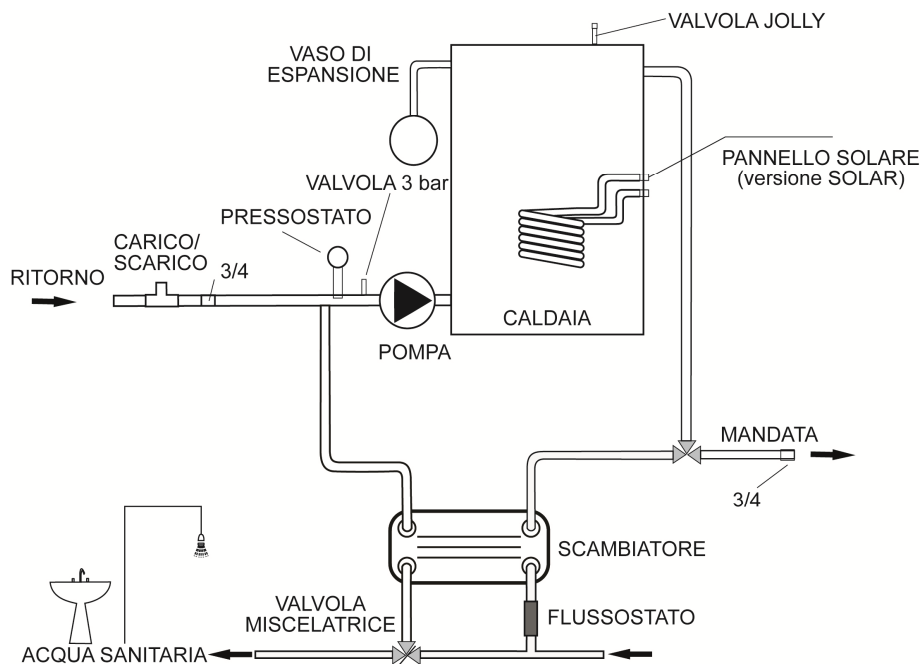 VALVOLA JOLLY
VASO DI
ESPANSIONE
PANNELLO SOLARE
(versione SOLAR)
VALVOLA 3 bar
PRESSOSTATO
CARICO/
SCARICO
3/4
RITORNO
CALDAIA
POMPA
MANDATA
3/4
SCAMBIATORE
VALVOLA
MISCELATRICE
FLUSSOSTATO
ACQUA SANITARIA